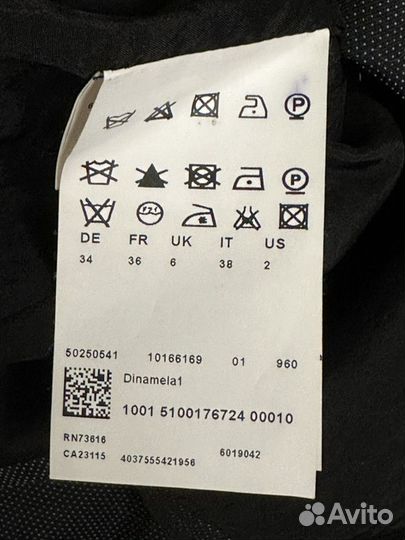 DE FR UK IT US
34 36 6 38 2
50250541 10166169 01 960
Dinamela1
1001 5100176724 00010
RN73616
CA23115 4037555421956 6019042
Avito